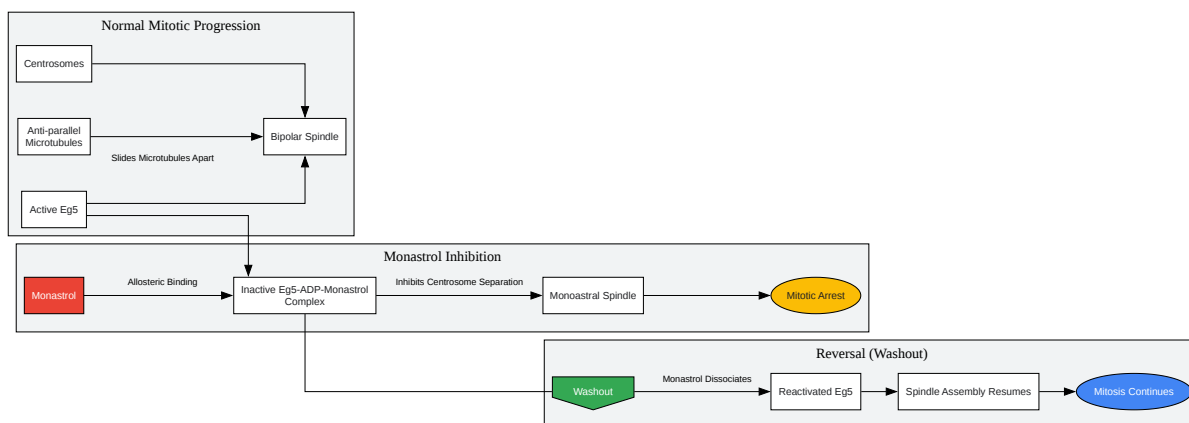 Normal Mitotic Progression
Centrosomes
Anti-parallel
Microtubules
Bipolar Spindle
Slides Microtubules Apart
Active Eg5
Monastrol Inhibition
Monastrol
Allosteric Binding
Inactive Eg5-ADP-Monastrol
Complex
Inhibits Centrosome Separation
Monoastral Spindle
Mitotic Arrest
Reversal (Washout)
Washout
Monastrol Dissociates
Reactivated Eg5
Spindle Assembly Resumes
Mitosis Continues